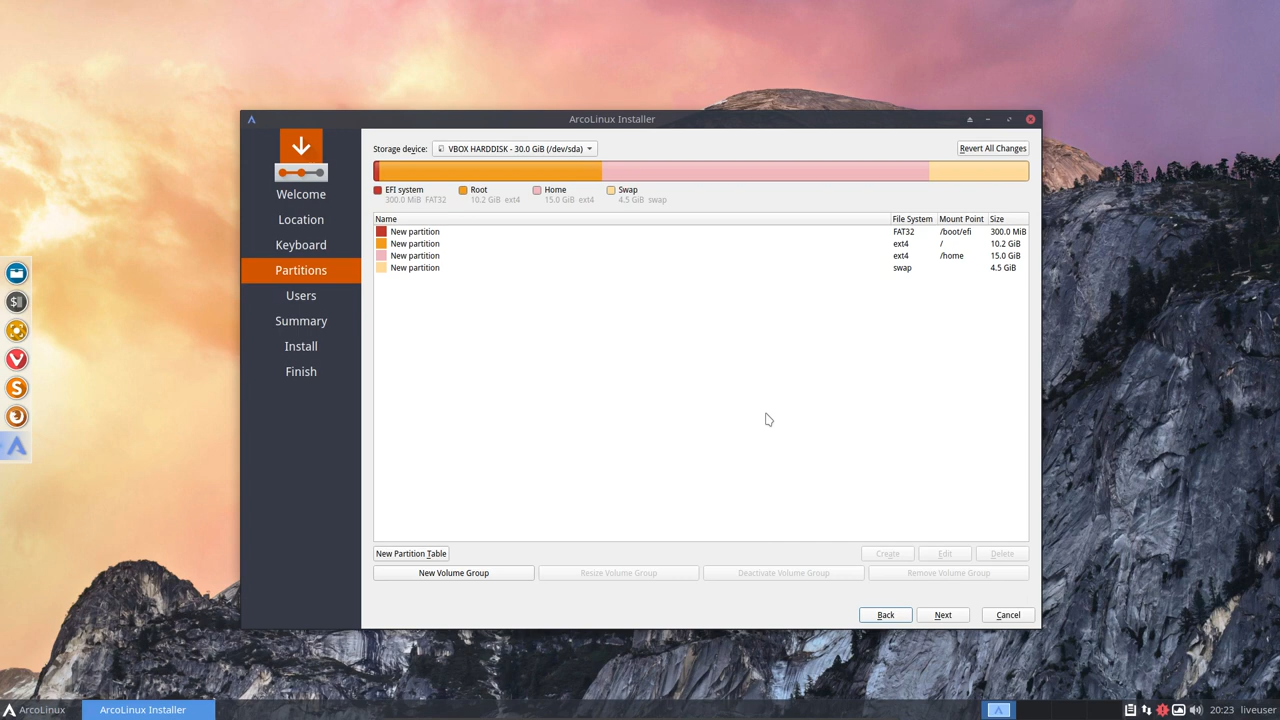 ArcoLinux Installer
Welcome
Location
Keyboard
Partitions
Users
Summary
Install
Finish
Storage device: VBOX HARDDISK - 30.0 GiB (/dev/sda) Revert All Changes
EFI system Root Home Swap
300.0 MiB FAT32 10.2 GiB ext4 15.0 GiB ext4 4.5 GiB swap
Name File System Mount Point Size
New partition FAT32 /boot/efi 300.0 MiB
New partition ext4 / 10.2 GiB
New partition ext4 /home 15.0 GiB
New partition swap 4.5 GiB
New Partition Table Create Edit Delete
New Volume Group Resize Volume Group Deactivate Volume Group Remove Volume Group
Back Next Cancel
ArcoLinux ArcoLinux Installer 20:23 liveuser